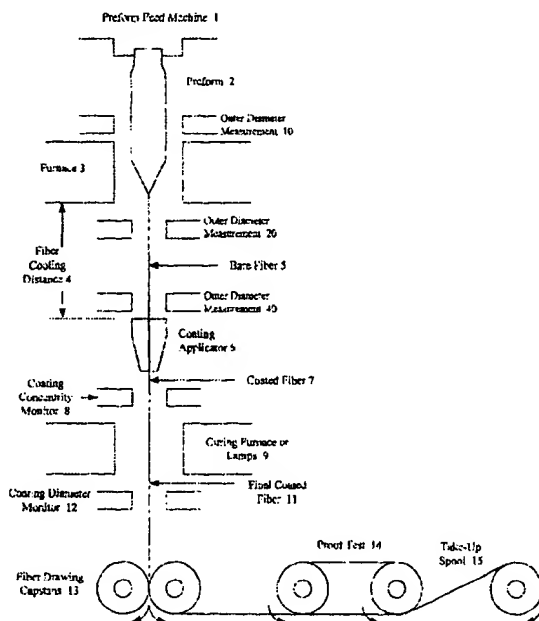 Preform Feed Machine 1
Preform 2
Outer Diameter
Measurement 10
Furnace 3
Outer Diameter
Measurement 20
Fiber
Cooling
Distance 4
Bare Fiber 5
Outer Diameter
Measurement 40
Coating
Applicator 6
Coated Fiber 7
Coating
Concentricity
Monitor 8
Curing Furnace or
Lamps 9
Coating Diameter
Monitor 12
Final Coated
Fiber 11
Fiber Drawing
Capstans 13
Proof Test 14
Take-Up
Spool 15